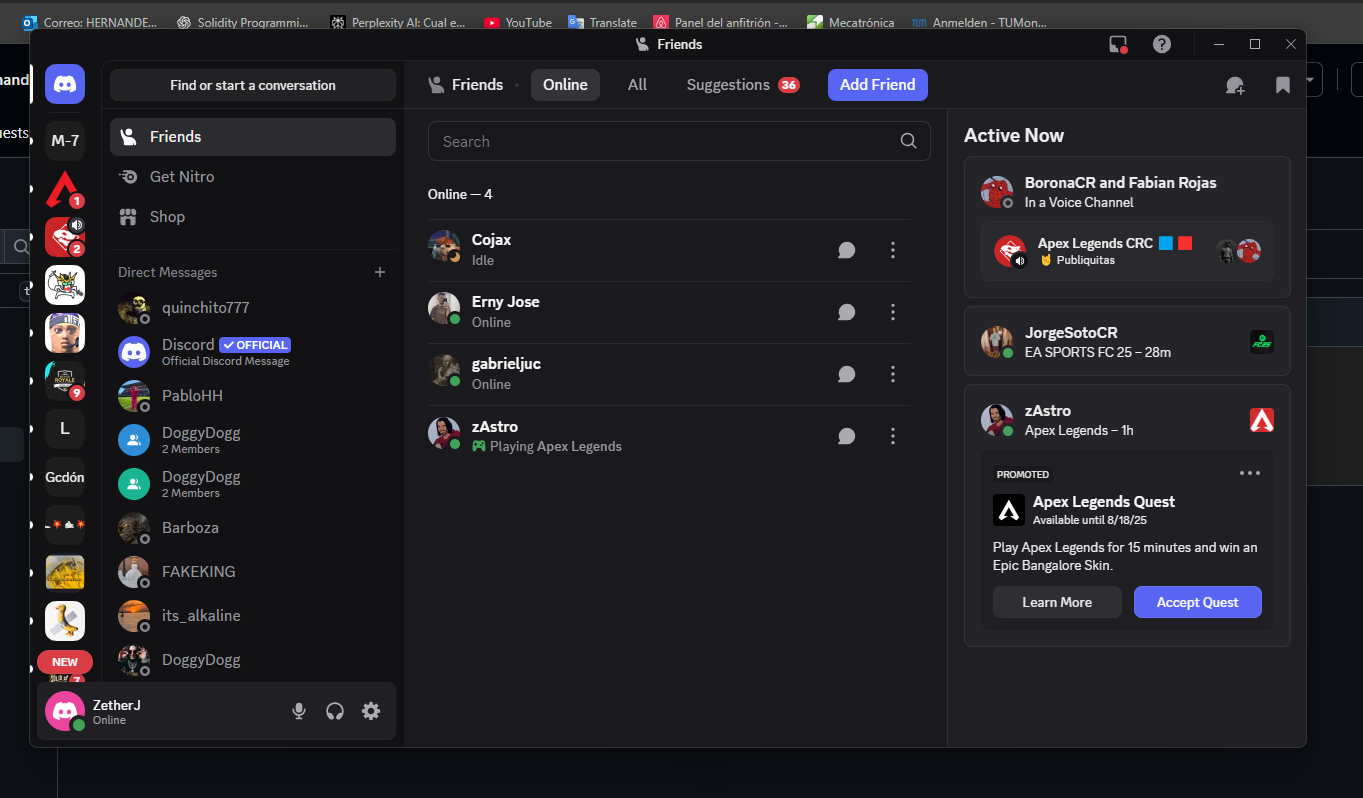 Correo: HERNANDE...
Solidity Programmi...
Perplexity AI: Cual e...
YouTube
Translate
Panel del anfitrión -...
Mecatrónica
Anmelden - TUMon...
Friends
Find or start a conversation
Friends
Get Nitro
Shop
Direct Messages
quinchito777
Discord OFFICIAL
Official Discord Message
PabloHH
DoggyDogg
2 Members
DoggyDogg
2 Members
Barboza
FAKEKING
its_alkaline
DoggyDogg
M-7
1
2
9
L
Gcdón
NEW
7
ZetherJ
Online
Friends
Online
All
Suggestions 36
Add Friend
Search
Online — 4
Cojax
Idle
Erny Jose
Online
gabrieljuc
Online
zAstro
Playing Apex Legends
Active Now
BoronaCR and Fabian Rojas
In a Voice Channel
Apex Legends CRC
🤘 Publiquitas
JorgeSotoCR
EA SPORTS FC 25 – 28m
FC25
zAstro
Apex Legends – 1h
PROMOTED
Apex Legends Quest
Available until 8/18/25
Play Apex Legends for 15 minutes and win an
Epic Bangalore Skin.
Learn More
Accept Quest